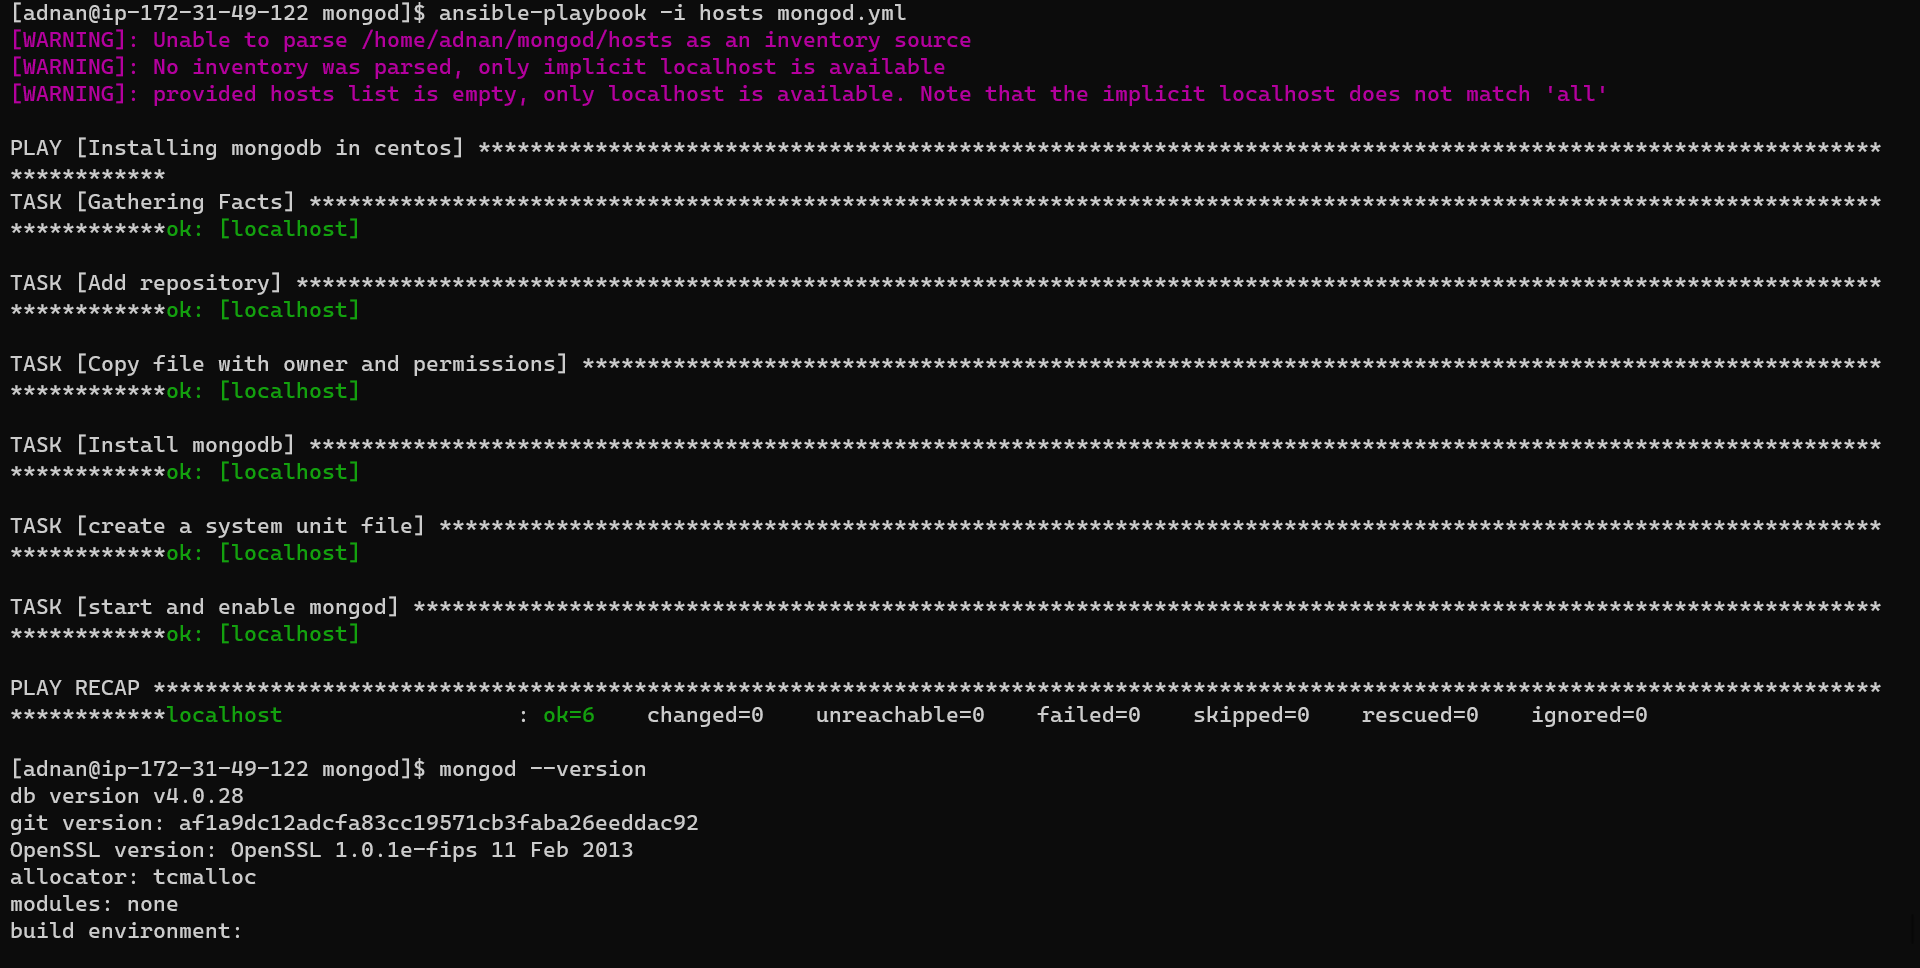 [adnan@ip-172-31-49-122 mongod]$ ansible-playbook -i hosts mongod.yml
[WARNING]: Unable to parse /home/adnan/mongod/hosts as an inventory source
[WARNING]: No inventory was parsed, only implicit localhost is available
[WARNING]: provided hosts list is empty, only localhost is available. Note that the implicit localhost does not match 'all'
PLAY [Installing mongodb in centos] ************************************************************************************************************
************
TASK [Gathering Facts] *************************************************************************************************************************
************ok: [localhost]
TASK [Add repository] **************************************************************************************************************************
************ok: [localhost]
TASK [Copy file with owner and permissions] ****************************************************************************************************
************ok: [localhost]
TASK [Install mongodb] *************************************************************************************************************************
************ok: [localhost]
TASK [create a system unit file] ***************************************************************************************************************
************ok: [localhost]
TASK [start and enable mongod] *****************************************************************************************************************
************ok: [localhost]
PLAY RECAP *************************************************************************************************************************************
************localhost                  : ok=6    changed=0    unreachable=0    failed=0    skipped=0    rescued=0    ignored=0
[adnan@ip-172-31-49-122 mongod]$ mongod --version
db version v4.0.28
git version: af1a9dc12adcfa83cc19571cb3faba26eeddac92
OpenSSL version: OpenSSL 1.0.1e-fips 11 Feb 2013
allocator: tcmalloc
modules: none
build environment: